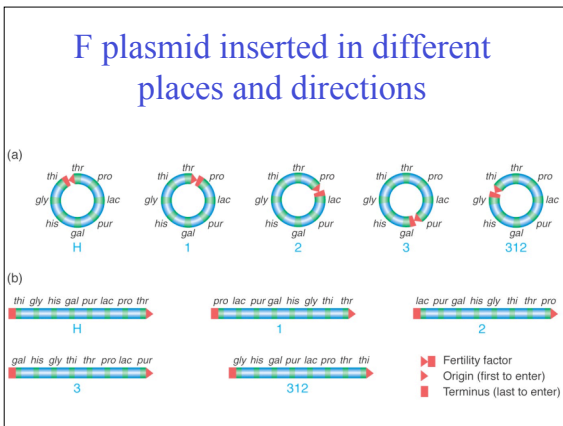 F plasmid inserted in different
places and directions
(a)
thr
thi pro
gly lac
his pur
gal
H
thr
pro
lac
pur
gal
his
gly
thi
1
thr
thi pro
gly lac
his pur
gal
2
thr
thi pro
gly lac
his pur
gal
3
thr
thi pro
gly lac
his pur
gal
312
(b)
thi gly his gal pur lac pro thr
H
pro lac pur gal his gly thi thr
1
lac pur gal his gly thi thr pro
2
gal his gly thi thr pro lac pur
3
gly his gal pur lac pro thr thi
312
Fertility factor
Origin (first to enter)
Terminus (last to enter)